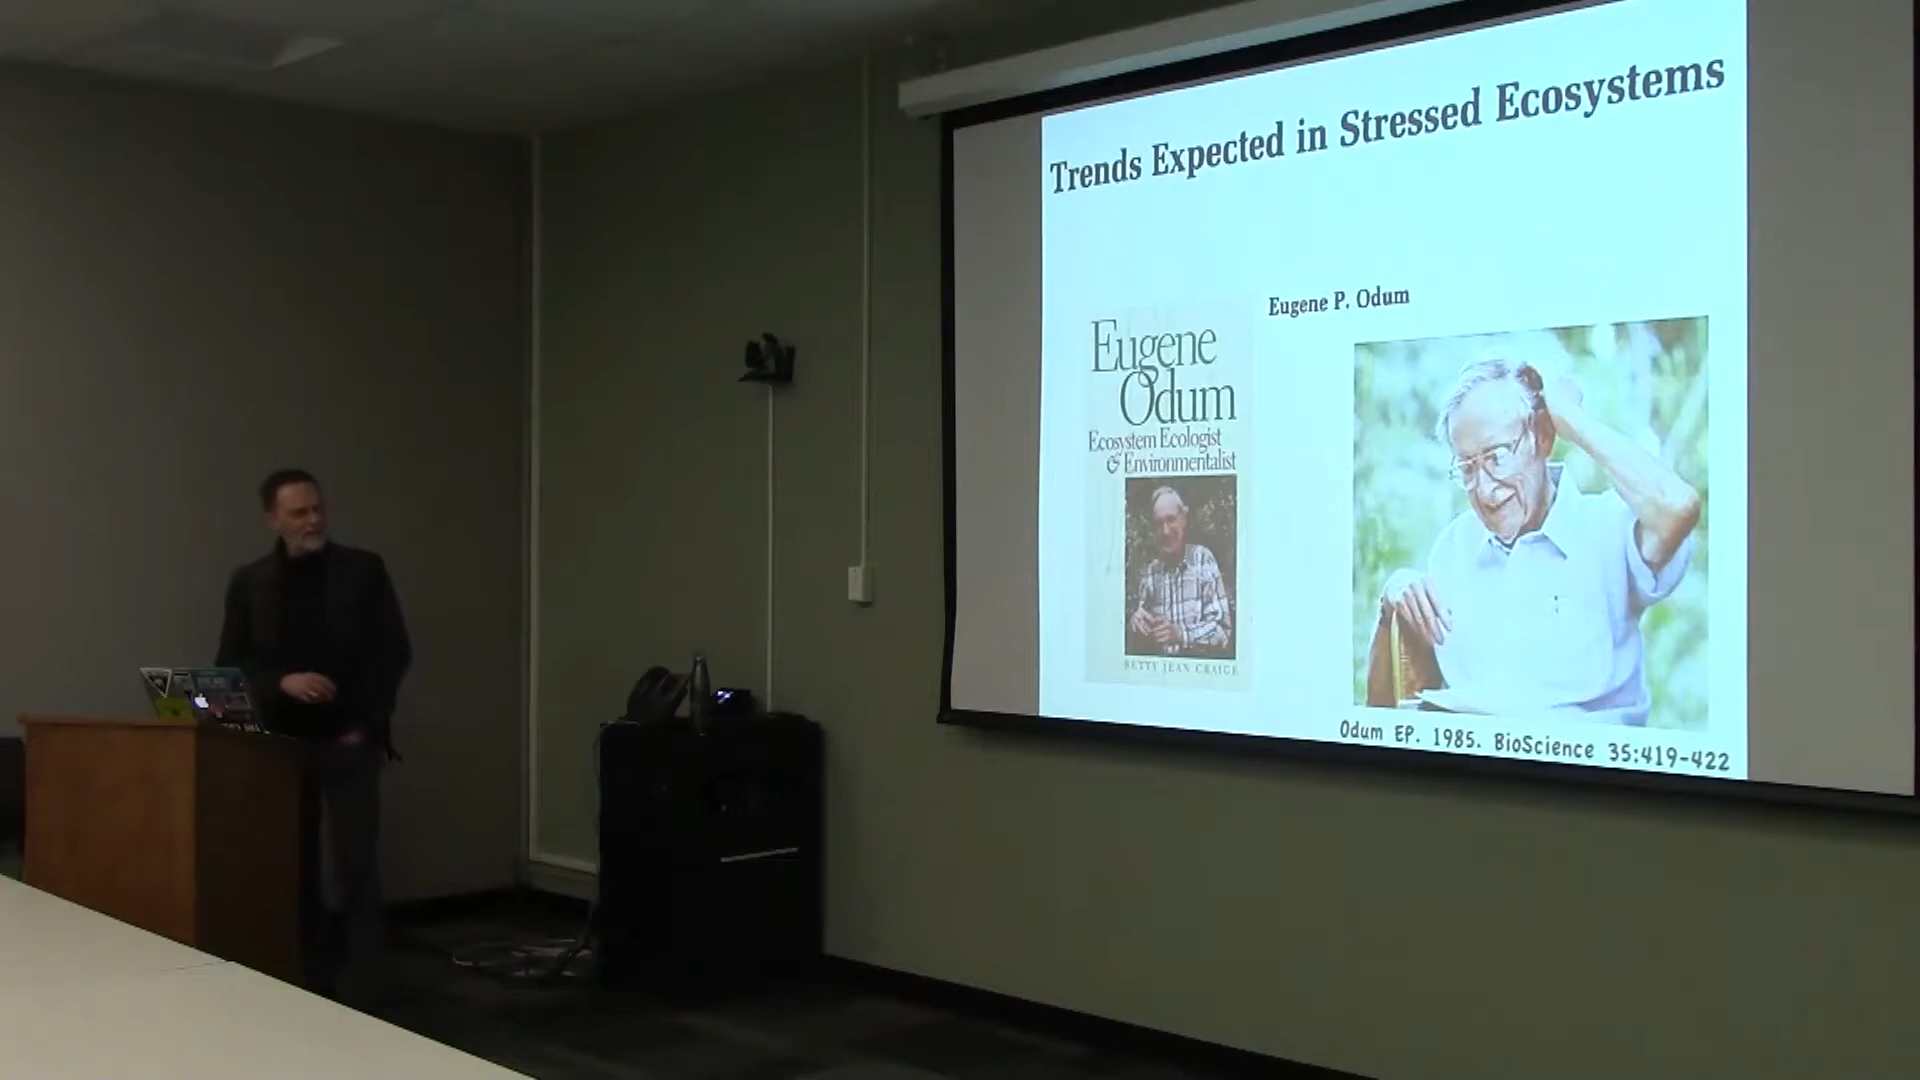 Trends Expected in Stressed Ecosystems
Eugene P. Odum
Eugene
Odum
Ecosystem Ecologist
& Environmentalist
BETTY JEAN CRAIGE
Odum EP. 1985. BioScience 35:419-422